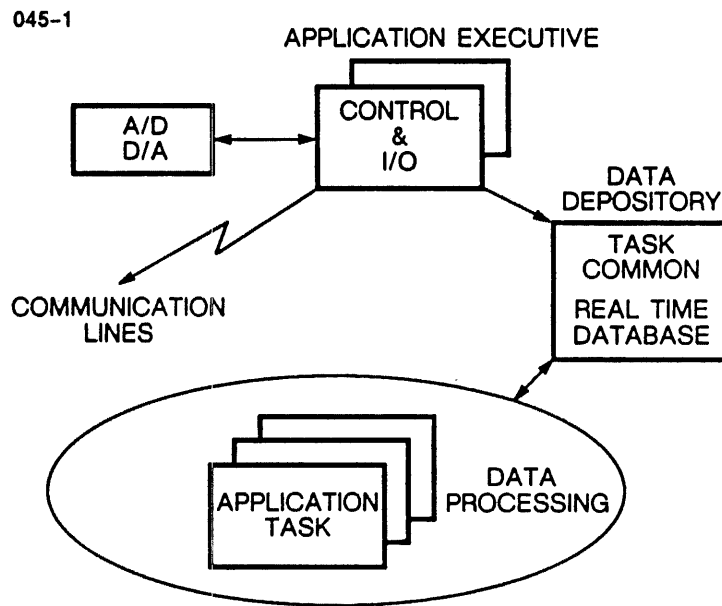 045-1
APPLICATION EXECUTIVE
A/D
D/A
CONTROL
&
I/O
DATA
DEPOSITORY
TASK
COMMON
REAL TIME
DATABASE
COMMUNICATION
LINES
APPLICATION
TASK
DATA
PROCESSING